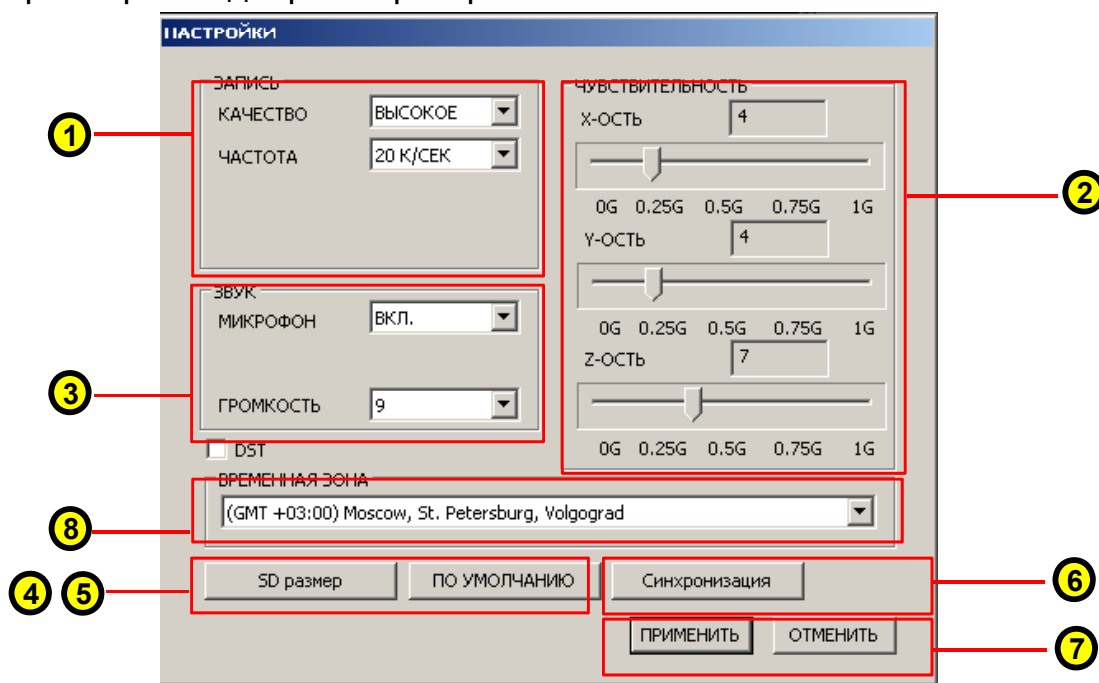 НАСТРОЙКИ
ЗАПИСЬ
КАЧЕСТВО ВЫСОКОЕ
ЧАСТОТА 20 К/СЕК
1
ЧУВСТВИТЕЛЬНОСТЬ
X-ОСТЬ 4
0G 0.25G 0.5G 0.75G 1G
Y-ОСТЬ 4
0G 0.25G 0.5G 0.75G 1G
Z-ОСТЬ 7
0G 0.25G 0.5G 0.75G 1G
2
ЗВУК
МИКРОФОН ВКЛ.
ГРОМКОСТЬ 9
3
DST
ВРЕМЕННАЯ ЗОНА
(GMT +03:00) Moscow, St. Petersburg, Volgograd
8
4 5
SD размер ПО УМОЛЧАНИЮ Синхронизация
6
ПРИМЕНИТЬ ОТМЕНИТЬ
7